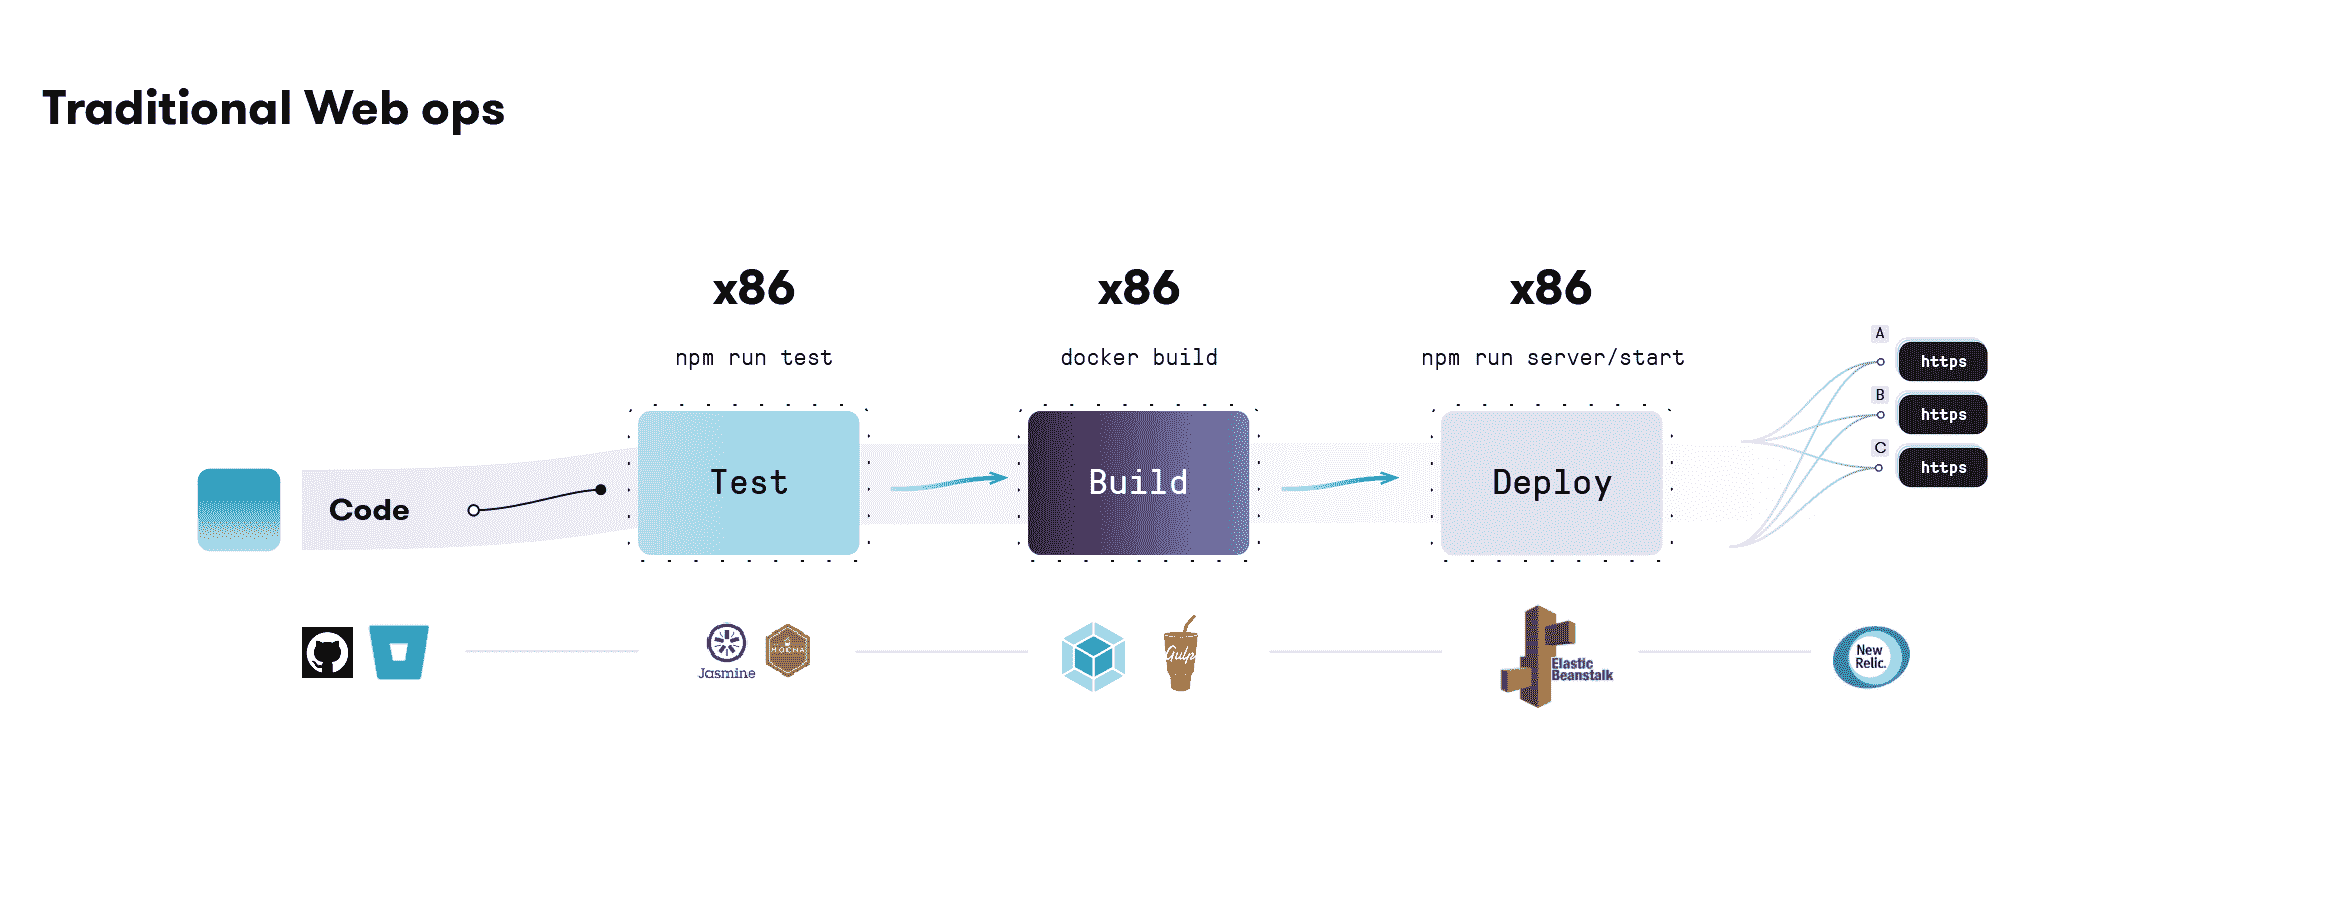 Traditional Web ops
x86
x86
x86
npm run test
docker build
npm run server/start
A
https
B
https
C
https
Code
Test
Build
Deploy
Jasmine
MOCHA
Gulp
Elastic
Beanstalk
New
Relic.